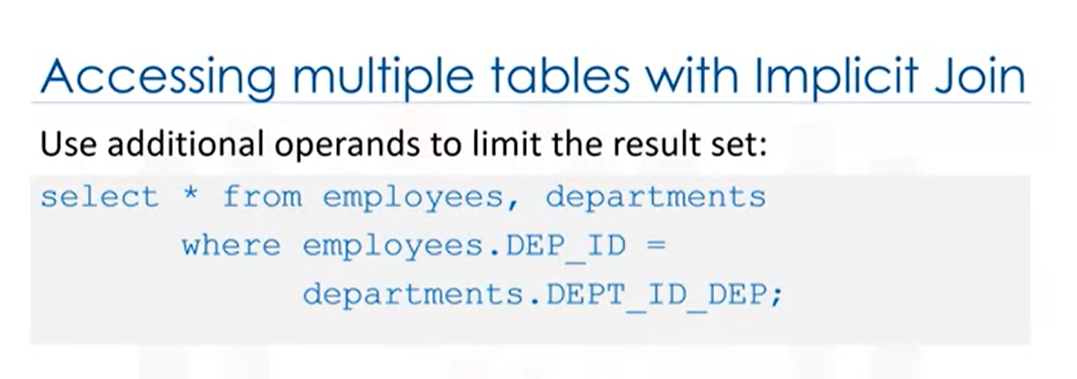 Accessing multiple tables with Implicit Join
Use additional operands to limit the result set:
select * from employees, departments
where employees.DEP_ID =
departments.DEPT_ID_DEP;